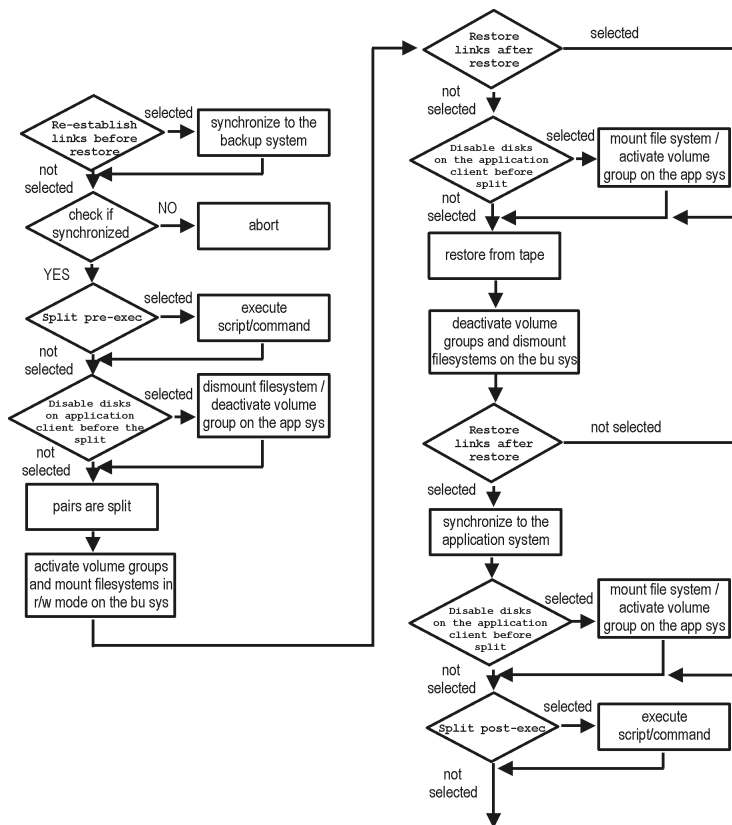 Re-establish
links before
restore
selected
synchronize to the
backup system
not
selected
check if
synchronized
NO
abort
YES
Split pre-exec
selected
execute
script/command
not
selected
Disable disks
on application
client before the
split
selected
dismount filesystem /
deactivate volume
group on the app sys
not
selected
pairs are split
activate volume groups
and mount filesystems in
r/w mode on the bu sys
Restore
links after
restore
selected
not
selected
Disable disks
on the application
client before
split
selected
mount file system /
activate volume
group on the app sys
not
selected
restore from tape
deactivate volume
groups and dismount
filesystems on the bu sys
Restore
links after
restore
not selected
selected
synchronize to the
application system
Disable disks
on the application
client before
split
selected
mount file system /
activate volume
group on the app sys
not
selected
Split post-exec
selected
execute
script/command
not
selected